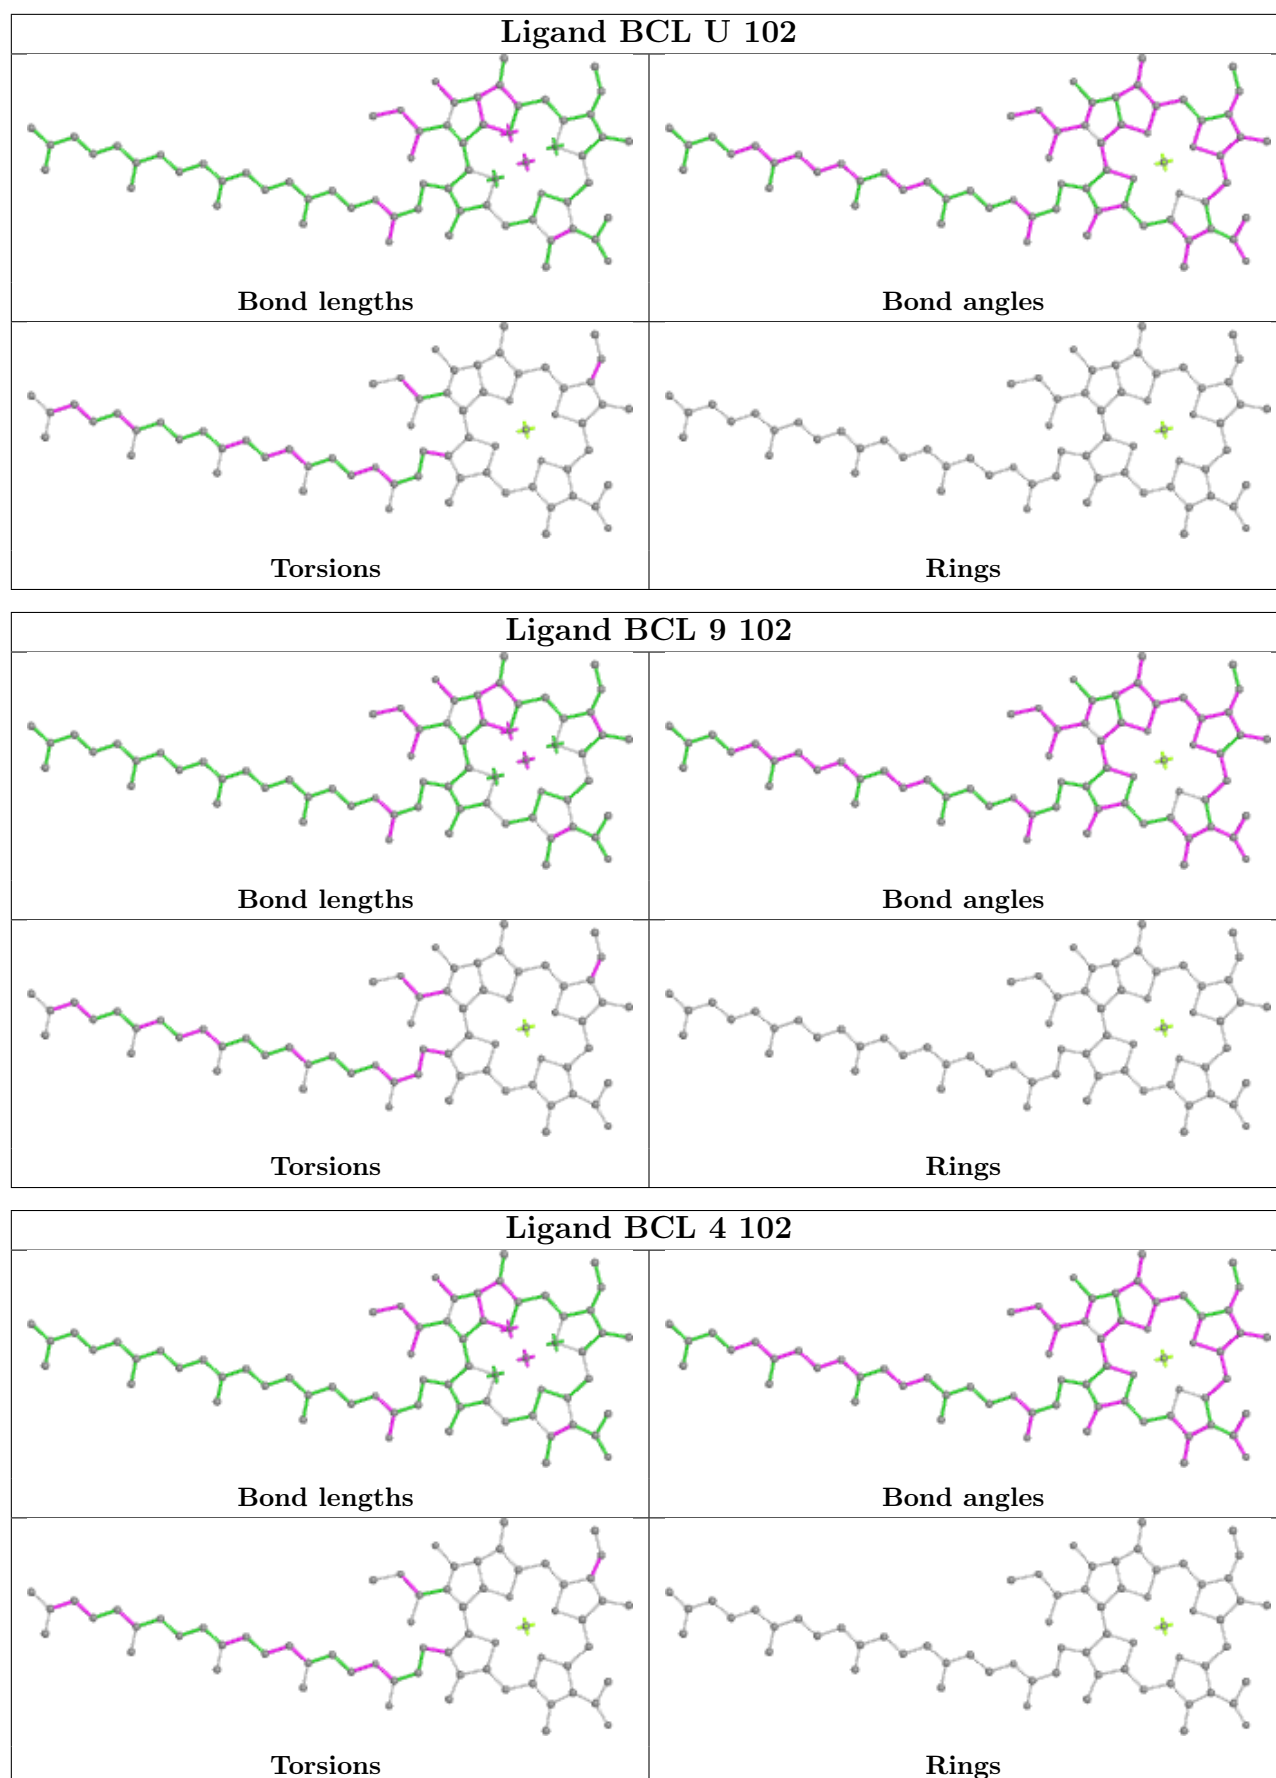 Ligand BCL U 102
Bond lengths
Bond angles
Torsions
Rings
Ligand BCL 9 102
Bond lengths
Bond angles
Torsions
Rings
Ligand BCL 4 102
Bond lengths
Bond angles
Torsions
Rings